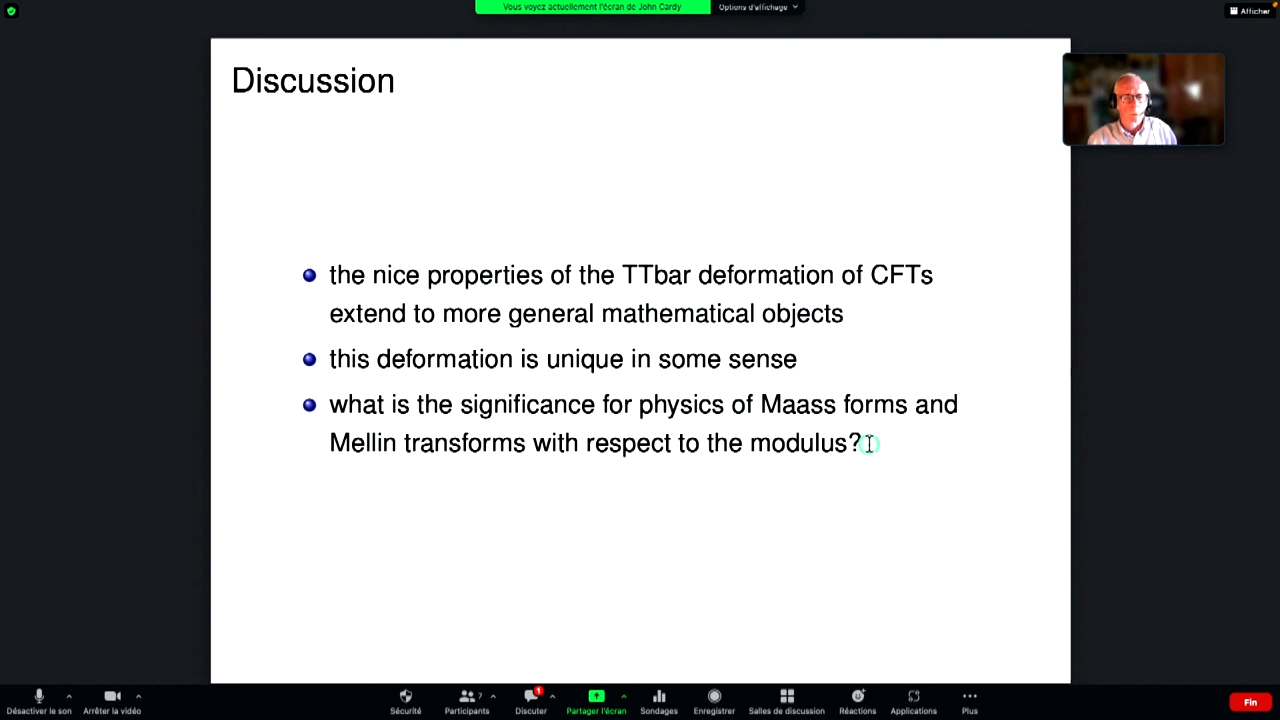 Vous voyez actuellement l'écran de John Cardy
Options d'affichage
Afficher
Discussion
the nice properties of the TTbar deformation of CFTs
extend to more general mathematical objects
this deformation is unique in some sense
what is the significance for physics of Maass forms and
Mellin transforms with respect to the modulus?
7
1
Désactiver le son
Arrêter la vidéo
Sécurité
Participants
Discuter
Partager l'écran
Sondages
Enregistrer
Salles de discussion
Réactions
Applications
Plus
Fin